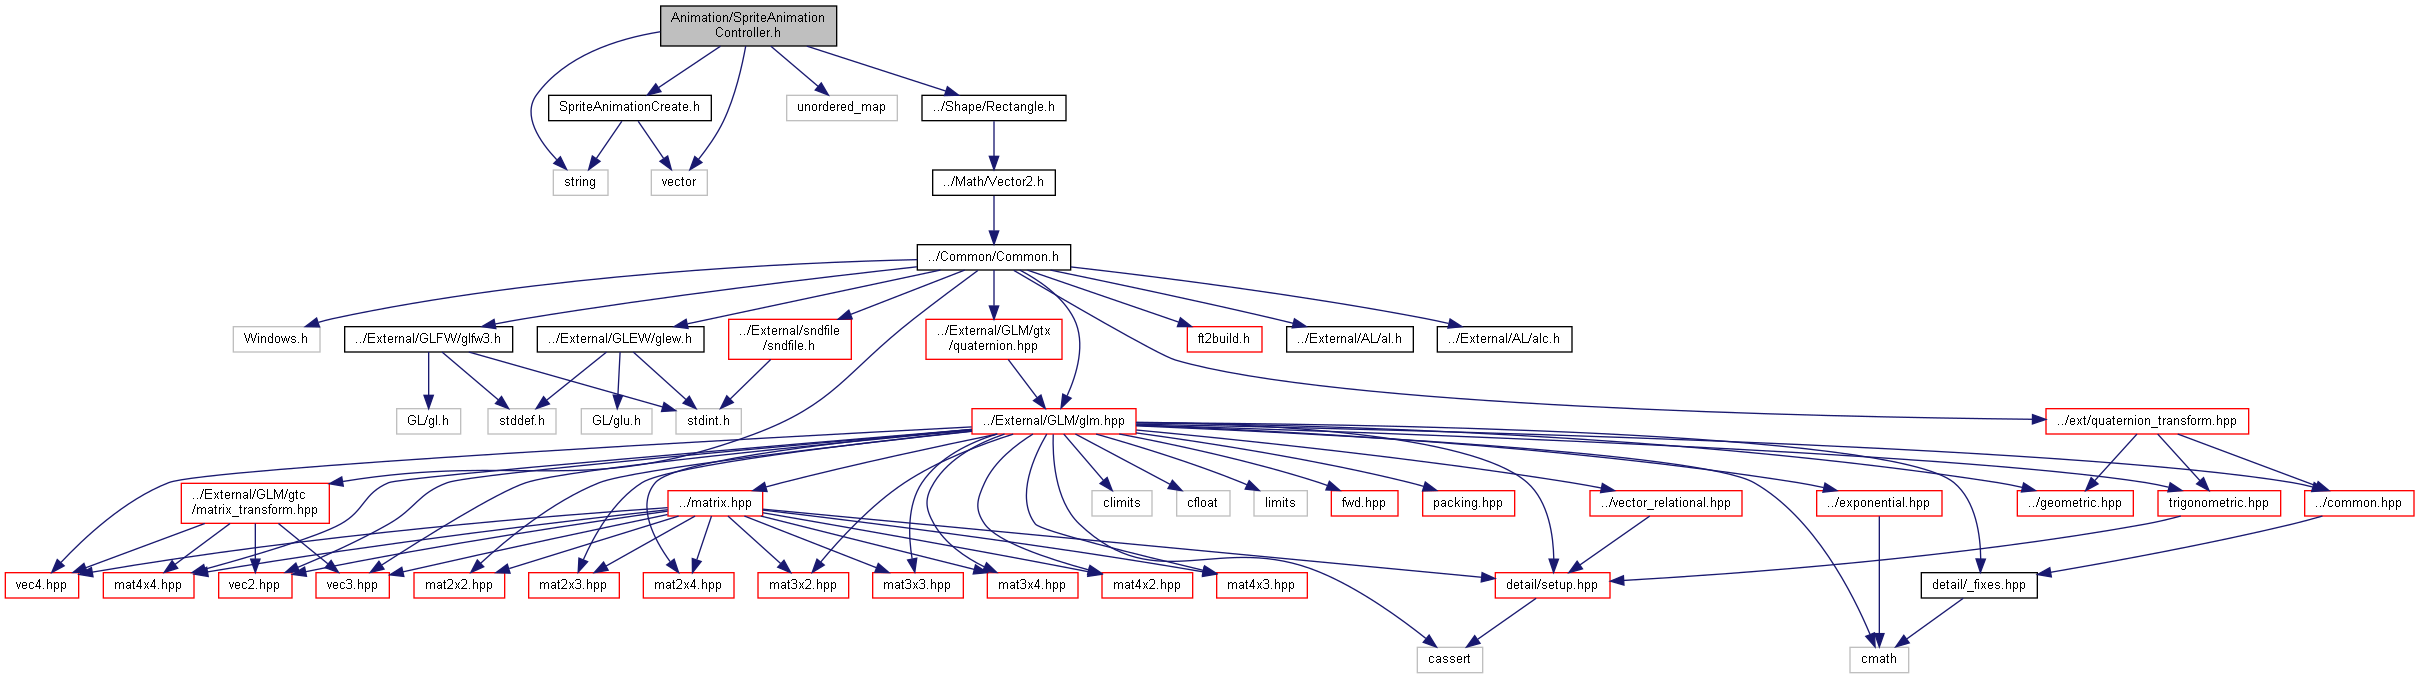 Animation/SpriteAnimation
Controller.h
SpriteAnimationCreate.h
unordered_map
../Shape/Rectangle.h
string
vector
../Math/Vector2.h
../Common/Common.h
Windows.h
../External/GLFW/glfw3.h
../External/GLEW/glew.h
../External/sndfile
/sndfile.h
../External/GLM/gtx
/quaternion.hpp
ft2build.h
../External/AL/al.h
../External/AL/alc.h
GL/gl.h
stddef.h
GL/glu.h
stdint.h
../External/GLM/glm.hpp
../ext/quaternion_transform.hpp
../External/GLM/gtc
/matrix_transform.hpp
../matrix.hpp
climits
cfloat
limits
fwd.hpp
packing.hpp
../vector_relational.hpp
../exponential.hpp
../geometric.hpp
trigonometric.hpp
../common.hpp
vec4.hpp
mat4x4.hpp
vec2.hpp
vec3.hpp
mat2x2.hpp
mat2x3.hpp
mat2x4.hpp
mat3x2.hpp
mat3x3.hpp
mat3x4.hpp
mat4x2.hpp
mat4x3.hpp
detail/setup.hpp
detail/_fixes.hpp
cassert
cmath